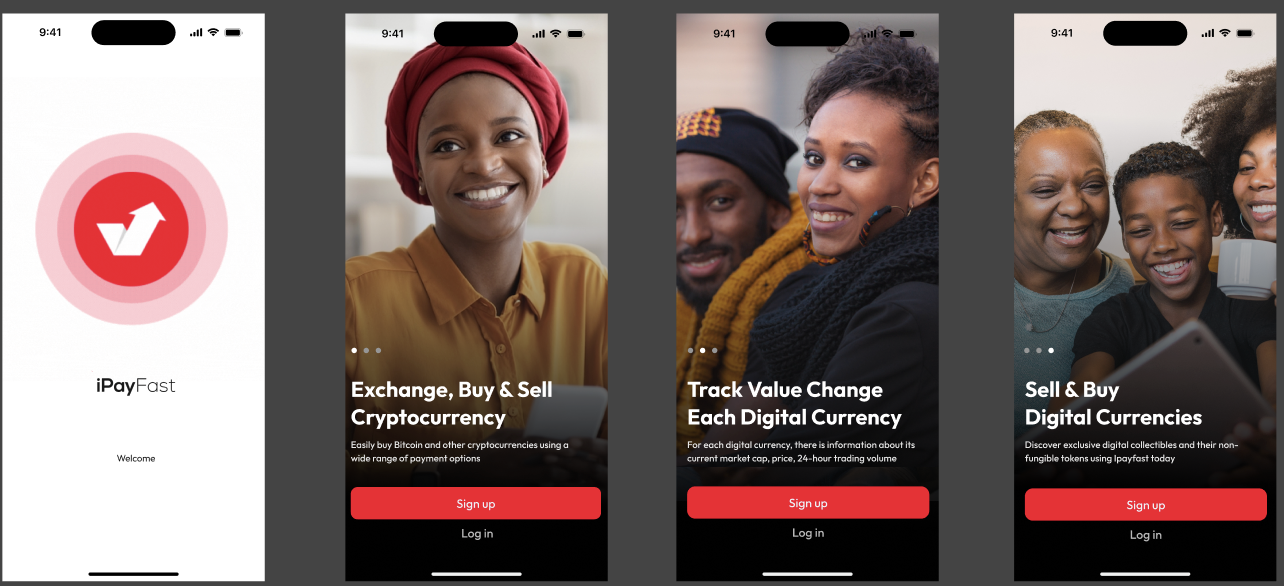 9:41
iPayFast
Welcome
9:41
Exchange, Buy & Sell
Cryptocurrency
Easily buy Bitcoin and other cryptocurrencies using a
wide range of payment options
Sign up
Log in
9:41
Track Value Change
Each Digital Currency
For each digital currency, there is information about its
current market cap, price, 24-hour trading volume
Sign up
Log in
9:41
Sell & Buy
Digital Currencies
Discover exclusive digital collectibles and their non-
fungible tokens using Ipayfast today
Sign up
Log in